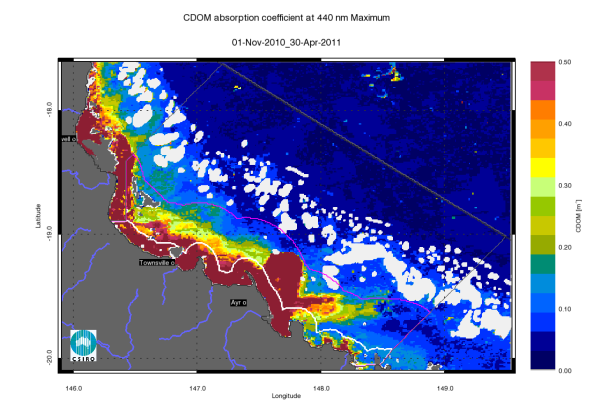 CDOM absorption coefficient at 440 nm Maximum
01-Nov-2010_30-Apr-2011
0.50
-18.0
0.40
well o
0.30
Latitude
CDOM [m⁻]
-19.0
0.20
Townsville o
Ayr o
0.10
CSIRO
-20.0
0.00
146.0
147.0
148.0
149.0
Longitude